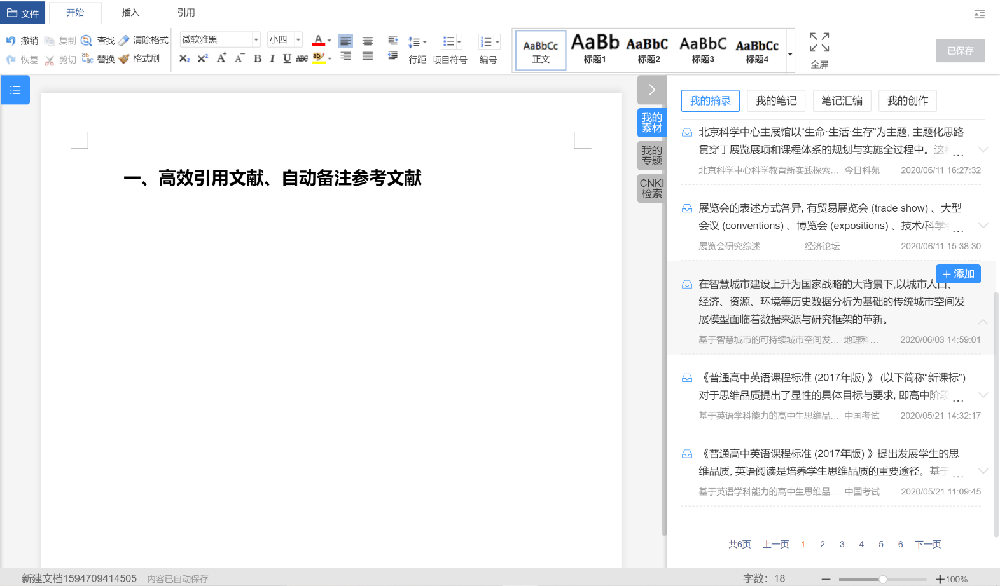 文件 开始 插入 引用
撤销 复制 查找 清除格式 微软雅黑 小四
恢复 剪切 替换 格式刷 行距 项目符号 编号
AaBbCc AaBb AaBbC AaBbC AaBbCc
正文 标题1 标题2 标题3 标题4
全屏
已保存
一、高效引用文献、自动备注参考文献
我的
素材
我的
专题
CNKI
检索
我的摘录 我的笔记 笔记汇编 我的创作
北京科学中心主展馆以“生命·生活·生存”为主题, 主题化思路
贯穿于展览展项和课程体系的规划与实施全过程中。这种...
北京科学中心科学教育新实践探索... 今日科苑 2020/06/11 16:27:32
展览会的表述方式各异, 有贸易展览会 (trade show) 、大型
会议 (conventions) 、博览会 (expositions) 、技术/科学会...
展览会研究综述 经济论坛 2020/06/11 15:38:30
+ 添加
在智慧城市建设上升为国家战略的大背景下,以城市人口、
经济、资源、环境等历史数据分析为基础的传统城市空间发
展模型面临着数据来源与研究框架的革新。
基于智慧城市的可持续城市空间发... 地理科... 2020/06/03 14:59:01
《普通高中英语课程标准 (2017年版) 》 (以下简称“新课标”)
对于思维品质提出了显性的具体目标与要求, 即高中阶段...
基于英语学科能力的高中生思维品... 中国考试 2020/05/21 14:32:17
《普通高中英语课程标准 (2017年版) 》提出发展学生的思
维品质, 英语阅读是培养学生思维品质的重要途径。基于...
基于英语学科能力的高中生思维品... 中国考试 2020/05/21 11:09:45
共6页 上一页 1 2 3 4 5 6 下一页
新建文档1594709414505 内容已自动保存 字数：18 100%